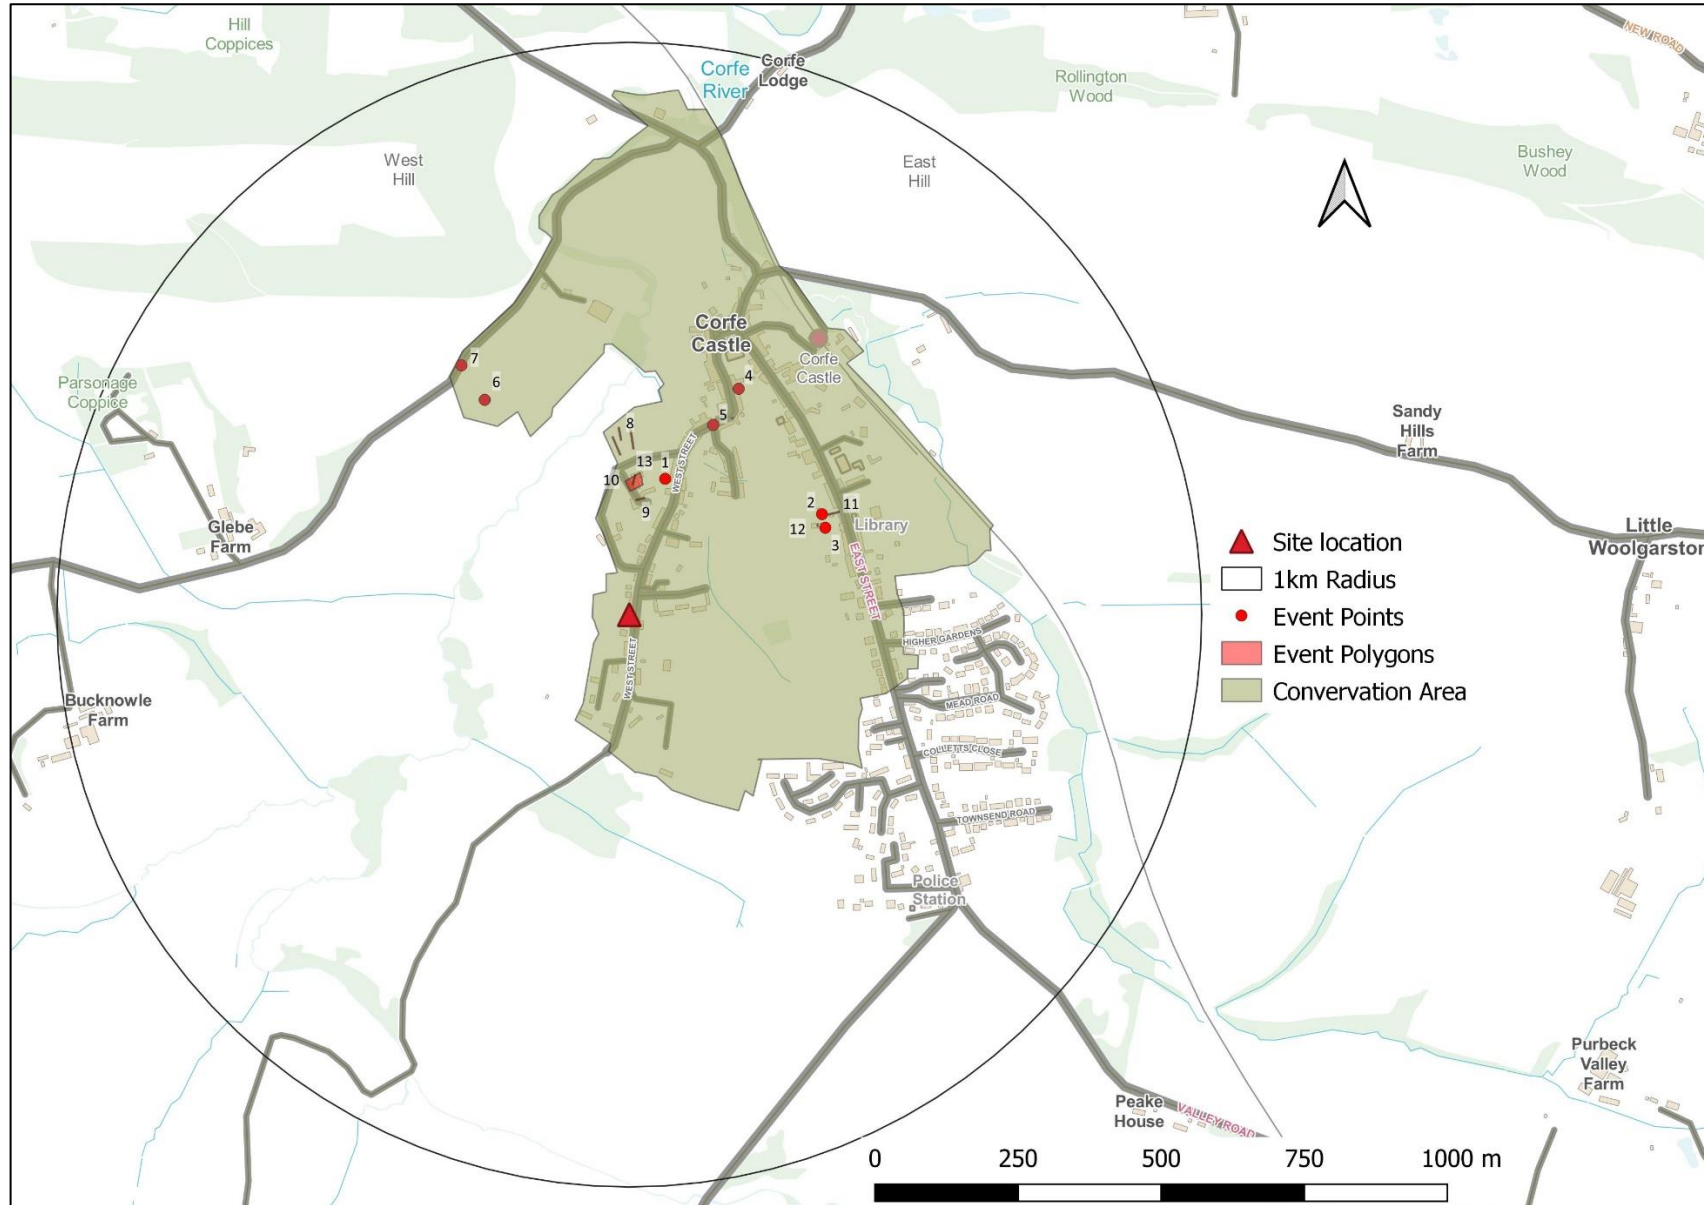 Hill
Coppices
NEW ROAD
Corfe
River
Corfe
Lodge
Rollington
Wood
West
Hill
East
Hill
Bushey
Wood
Corfe
Castle
Corfe
Castle
7
6
Parsonage
Coppice
4
5
Sandy
Hills
Farm
8
13
1
WEST STREET
10
9
2
11
12
3
Library
Glebe
Farm
EAST STREET
Little
Woolgarston
Site location
1km Radius
Event Points
Event Polygons
Convervation Area
HIGHER GARDENS
WEST STREET
Bucknowle
Farm
MEAD ROAD
COLLETTS CLOSE
TOWNSEND ROAD
Police
Station
Purbeck
Valley
Farm
Peake
House
VALLEY ROAD
0 250 500 750 1000 m